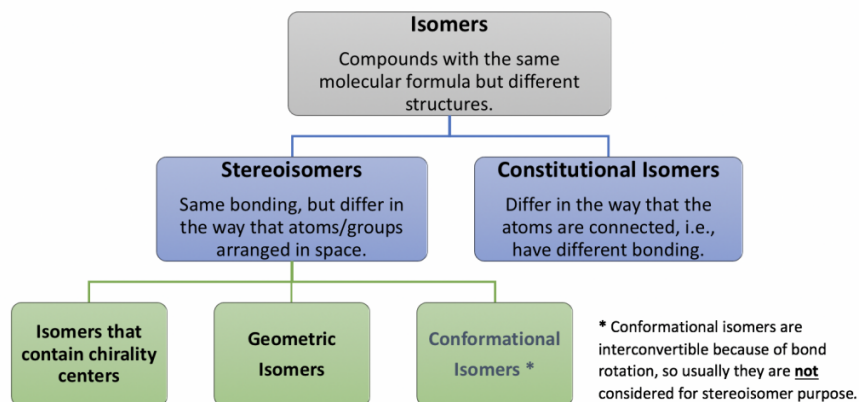 Isomers
Compounds with the same
molecular formula but different
structures.
Stereoisomers
Same bonding, but differ in
the way that atoms/groups
arranged in space.
Constitutional Isomers
Differ in the way that the
atoms are connected, i.e.,
have different bonding.
Isomers that
contain chirality
centers
Geometric
Isomers
Conformational
Isomers *
* Conformational isomers are
interconvertible because of bond
rotation, so usually they are not
considered for stereoisomer purpose.